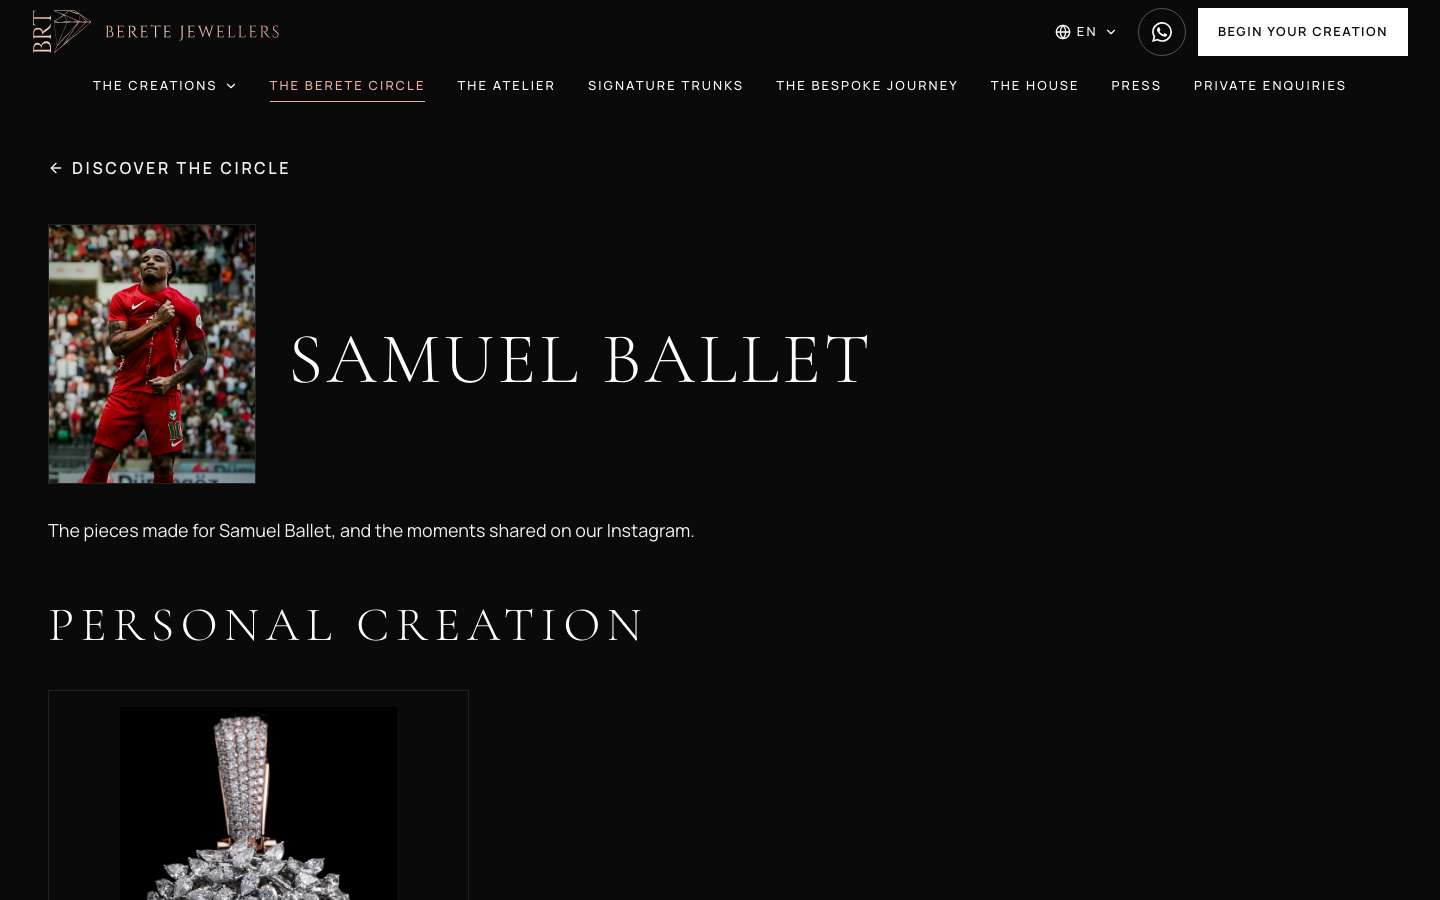 BRT
BERETE JEWELLERS
EN
BEGIN YOUR CREATION
THE CREATIONS
THE BERETE CIRCLE
THE ATELIER
SIGNATURE TRUNKS
THE BESPOKE JOURNEY
THE HOUSE
PRESS
PRIVATE ENQUIRIES
← DISCOVER THE CIRCLE
SAMUEL BALLET
The pieces made for Samuel Ballet, and the moments shared on our Instagram.
PERSONAL CREATION